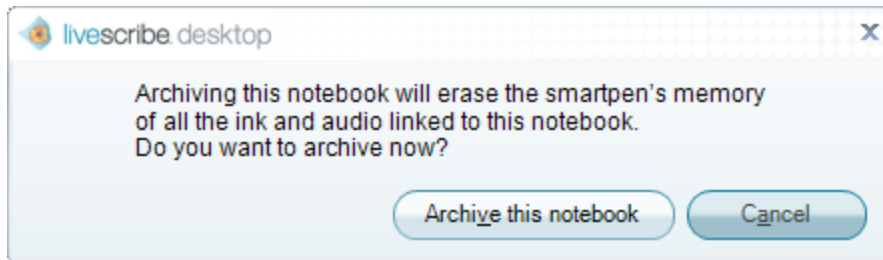 livescribe desktop
x
Archiving this notebook will erase the smartpen's memory
of all the ink and audio linked to this notebook.
Do you want to archive now?
Archive this notebook Cancel